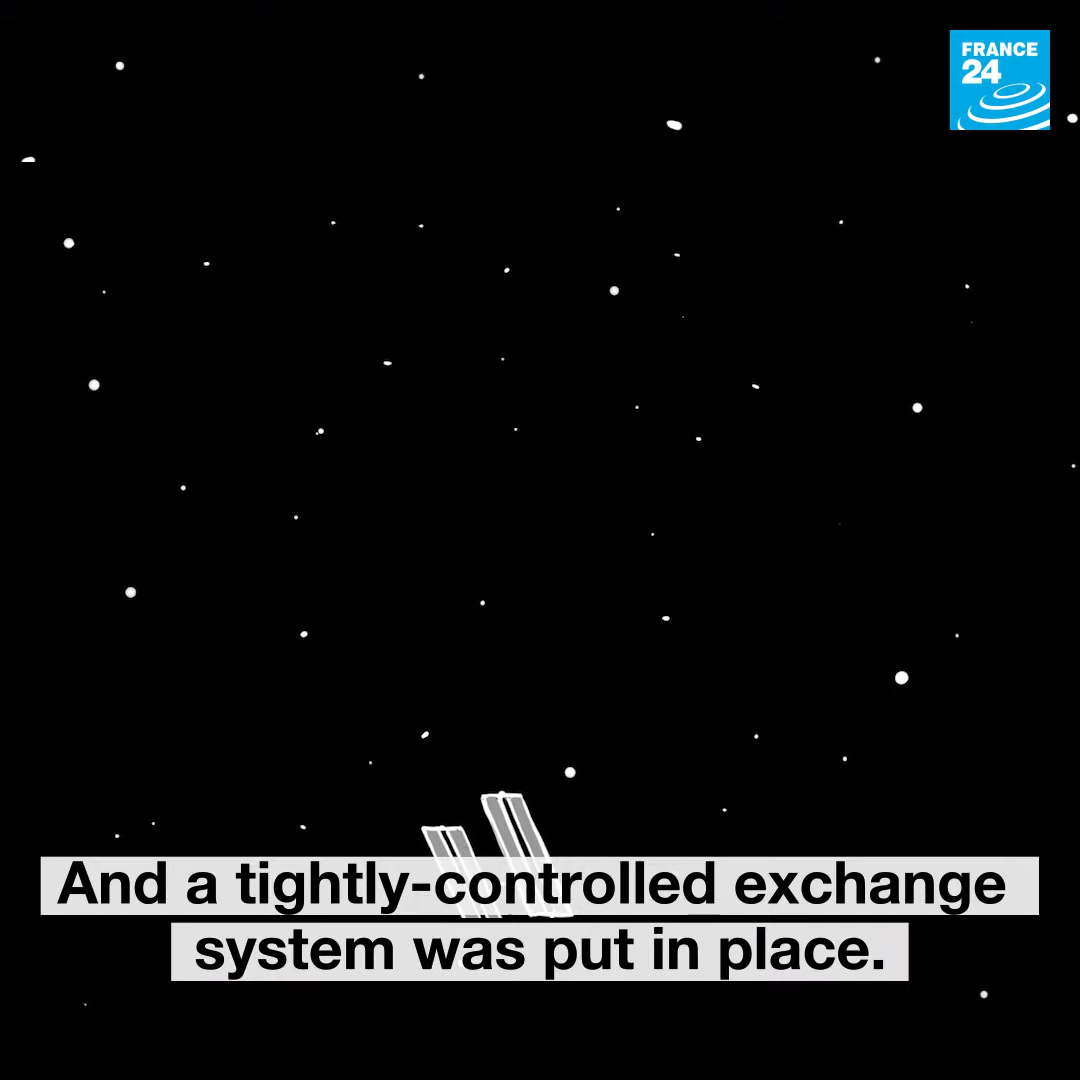 FRANCE
24
And a tightly-controlled exchange
system was put in place.